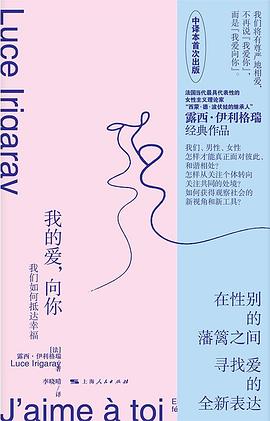 Luce Irigaray
我们将有尊严地相爱,
不再说“我爱你”,
而是“我爱向你”。
中译本首次出版
法国当代最具代表性的
女性主义理论家
“西蒙·德·波伏娃的继承人”
露西·伊利格瑞
经典作品
我们、男性、女性
怎样才能真正面对彼此、
和谐相处?
怎样从关注个体转向
关注共同的处境?
如何获得观察社会的
新视角和新工具?
我的爱,向你
我们如何抵达幸福
[法]
露西·伊利格瑞 著
Luce Irigaray
李晓晴 译
上海人民出版社
在性别
的
藩篱之间
寻找爱
的
全新表达
J'aime à toi